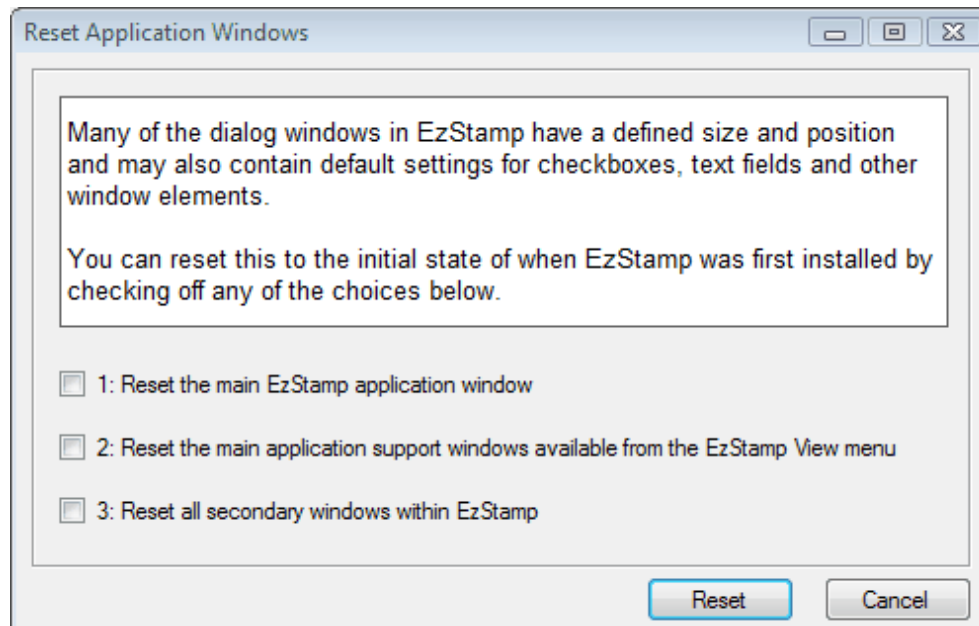 Reset Application Windows
Many of the dialog windows in EzStamp have a defined size and position
and may also contain default settings for checkboxes, text fields and other
window elements.
You can reset this to the initial state of when EzStamp was first installed by
checking off any of the choices below.
1: Reset the main EzStamp application window
2: Reset the main application support windows available from the EzStamp View menu
3: Reset all secondary windows within EzStamp
Reset
Cancel